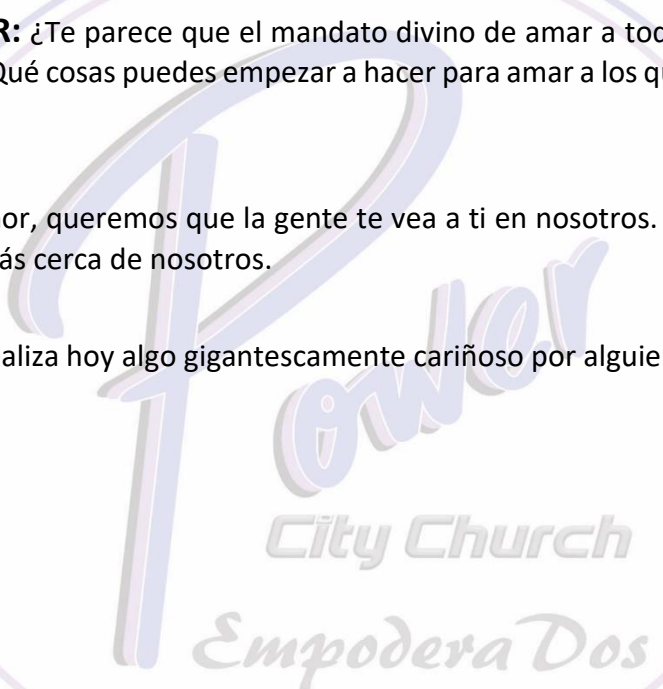 R: ¿Te parece que el mandato divino de amar a tod
Qué cosas puedes empezar a hacer para amar a los qu
or, queremos que la gente te vea a ti en nosotros.
ás cerca de nosotros.
aliza hoy algo gigantescamente cariñoso por alguie
Power
City Church
Empodera Dos